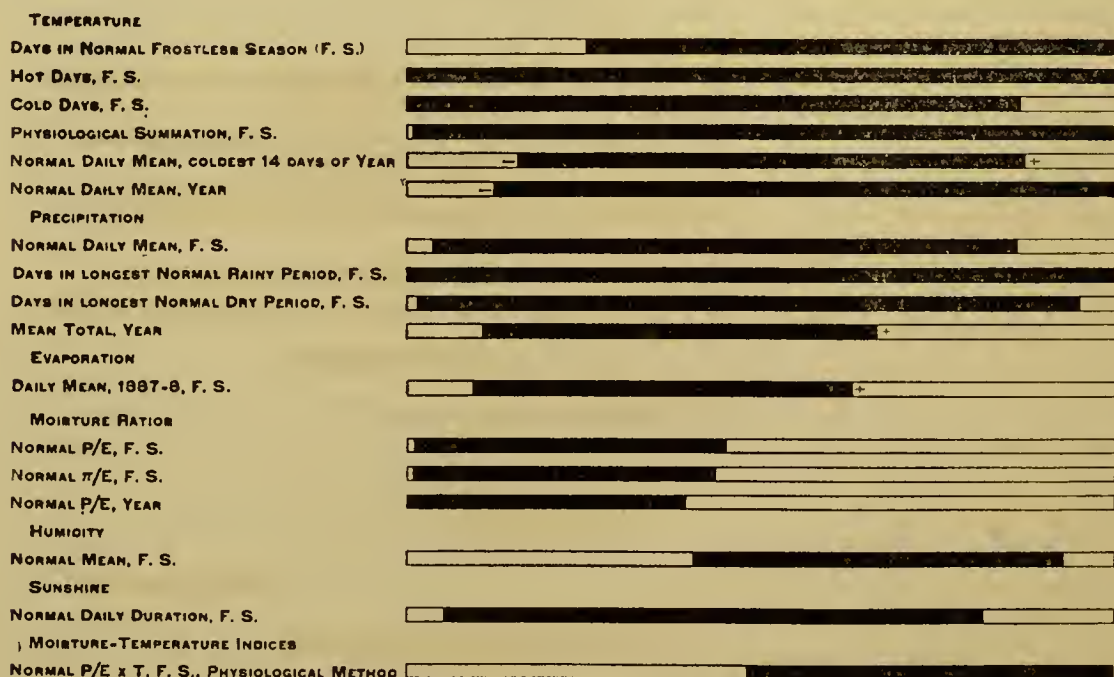 TEMPERATURE
DAYS IN NORMAL FROSTLESS SEASON (F. S.)
HOT DAYS, F. S.
COLD DAYS, F. S.
PHYSIOLOGICAL SUMMATION, F. S.
NORMAL DAILY MEAN, COLDEST 14 DAYS OF YEAR - +
NORMAL DAILY MEAN, YEAR -
PRECIPITATION
NORMAL DAILY MEAN, F. S.
DAYS IN LONGEST NORMAL RAINY PERIOD, F. S.
DAYS IN LONGEST NORMAL DRY PERIOD, F. S.
MEAN TOTAL, YEAR +
EVAPORATION
DAILY MEAN, 1887-8, F. S. +
MOISTURE RATIOS
NORMAL P/E, F. S.
NORMAL π/E, F. S.
NORMAL P/E, YEAR
HUMIDITY
NORMAL MEAN, F. S.
SUNSHINE
NORMAL DAILY DURATION, F. S.
MOISTURE-TEMPERATURE INDICES
NORMAL P/E x T, F. S., PHYSIOLOGICAL METHOD